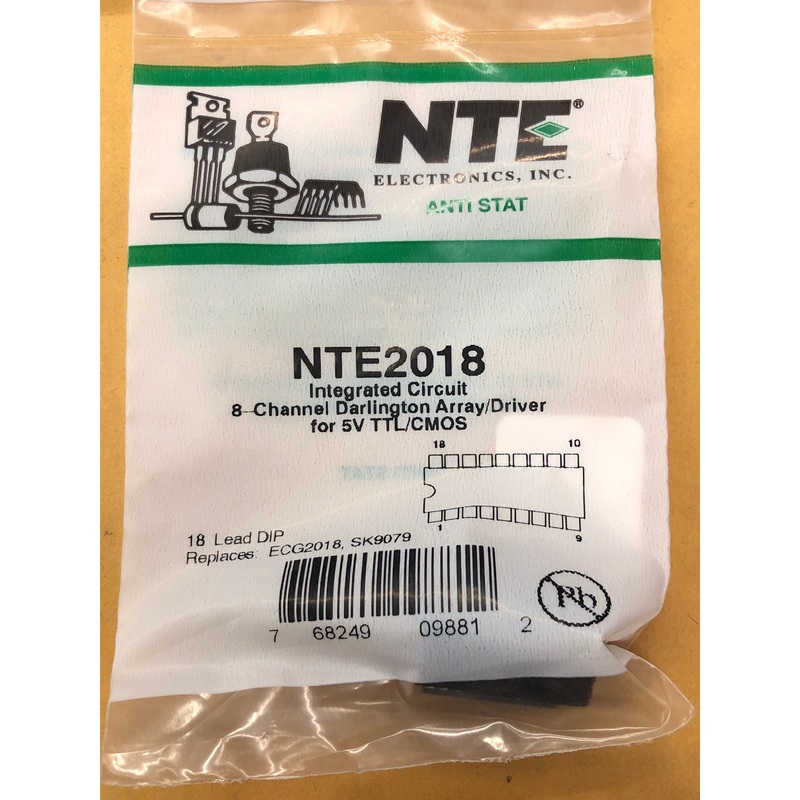 NTE®
ELECTRONICS, INC.
ANTI STAT
NTE2018
Integrated Circuit
8-Channel Darlington Array/Driver
for 5V TTL/CMOS
18 10
1 9
18 Lead DIP
Replaces: ECG2018, SK9079
Pb
7 68249 09881 2